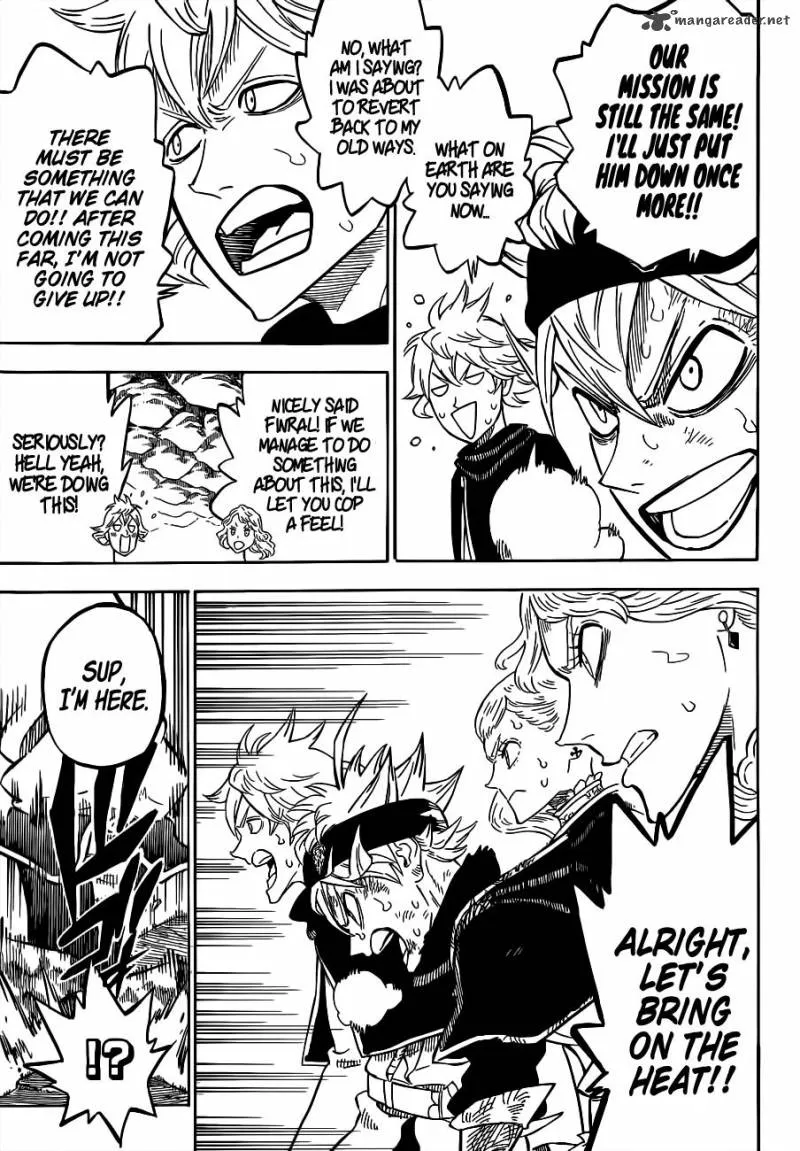 mangareader.net
OUR
MISSION IS
STILL THE SAME!
I'LL JUST PUT
HIM DOWN ONCE
MORE!!
WHAT ON
EARTH ARE
YOU SAYING
NOW...
NO, WHAT
AM I SAYING?
I WAS ABOUT
TO REVERT
BACK TO MY
OLD WAYS.
THERE
MUST BE
SOMETHING
THAT WE CAN
DO!! AFTER
COMING THIS
FAR, I'M NOT
GOING TO
GIVE UP!!
NICELY SAID
FINRAL! IF WE
MANAGE TO DO
SOMETHING
ABOUT THIS, I'LL
LET YOU COP
A FEEL!
SERIOUSLY?
HELL YEAH,
WE'RE DOING
THIS!
ALRIGHT,
LET'S
BRING
ON THE
HEAT!!
SUP,
I'M HERE.
!?